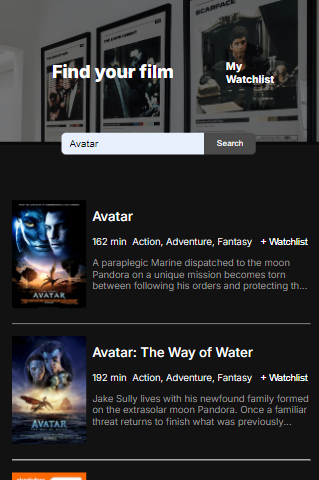 SCARFACE
Find your film
My
Watchlist
Avatar
Search
Avatar
162 min Action, Adventure, Fantasy + Watchlist
A paraplegic Marine dispatched to the moon
Pandora on a unique mission becomes torn
between following his orders and protecting th...
AVATAR
Avatar: The Way of Water
192 min Action, Adventure, Fantasy + Watchlist
Jake Sully lives with his newfound family formed
on the extrasolar moon Pandora. Once a familiar
threat returns to finish what was previously...
AVATAR